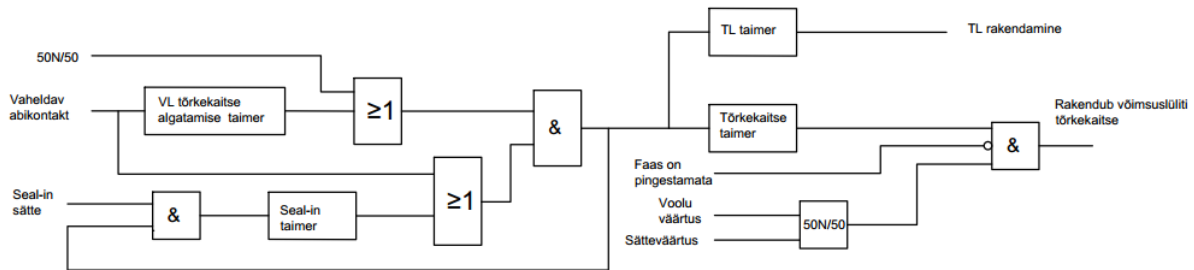 50N/50
Vaheldav
abikontakt
VL tõrkekaitse
algatamise taimer
≥1
Seal-in
sätte
&
Seal-in
taimer
≥1
&
TL taimer
TL rakendamine
Tõrkekaitse
taimer
Faas on
pingestamata
Voolu
väärtus
Sätteväärtus
50N/50
&
Rakendub võimsuslüliti
tõrkekaitse